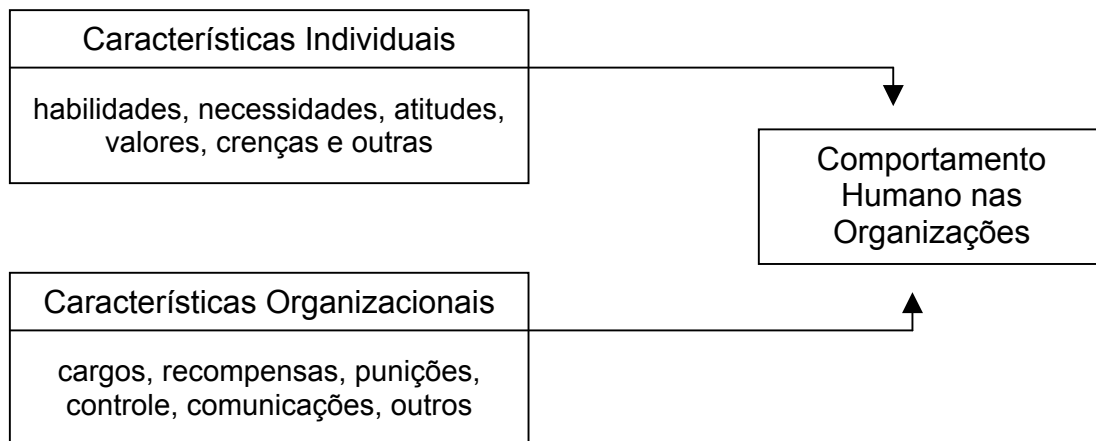 Características Individuais
habilidades, necessidades, atitudes,
valores, crenças e outras
Comportamento
Humano nas
Organizações
Características Organizacionais
cargos, recompensas, punições,
controle, comunicações, outros